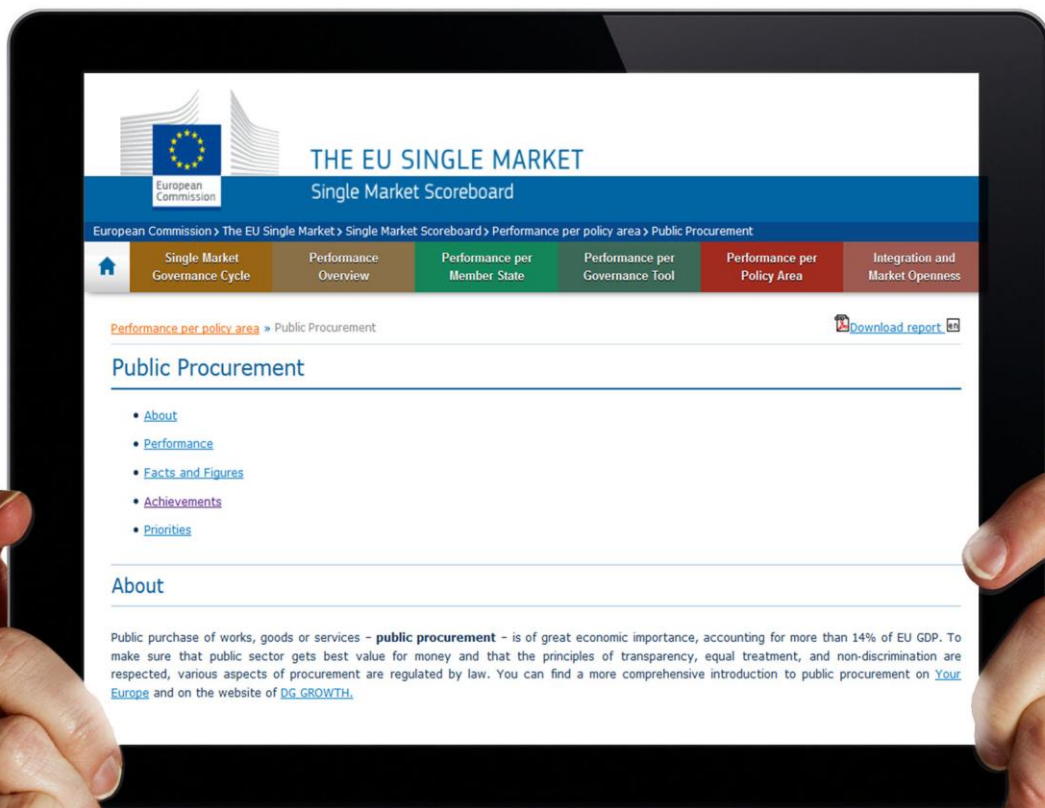 THE EU SINGLE MARKET
European
Commission
Single Market Scoreboard
European Commission > The EU Single Market > Single Market Scoreboard > Performance per policy area > Public Procurement
Single Market
Governance Cycle
Performance
Overview
Performance per
Member State
Performance per
Governance Tool
Performance per
Policy Area
Integration and
Market Openness
Performance per policy area » Public Procurement
Download report en
Public Procurement
• About
• Performance
• Facts and Figures
• Achievements
• Priorities
About
Public purchase of works, goods or services – public procurement – is of great economic importance, accounting for more than 14% of EU GDP. To
make sure that public sector gets best value for money and that the principles of transparency, equal treatment, and non-discrimination are
respected, various aspects of procurement are regulated by law. You can find a more comprehensive introduction to public procurement on Your
Europe and on the website of DG GROWTH.